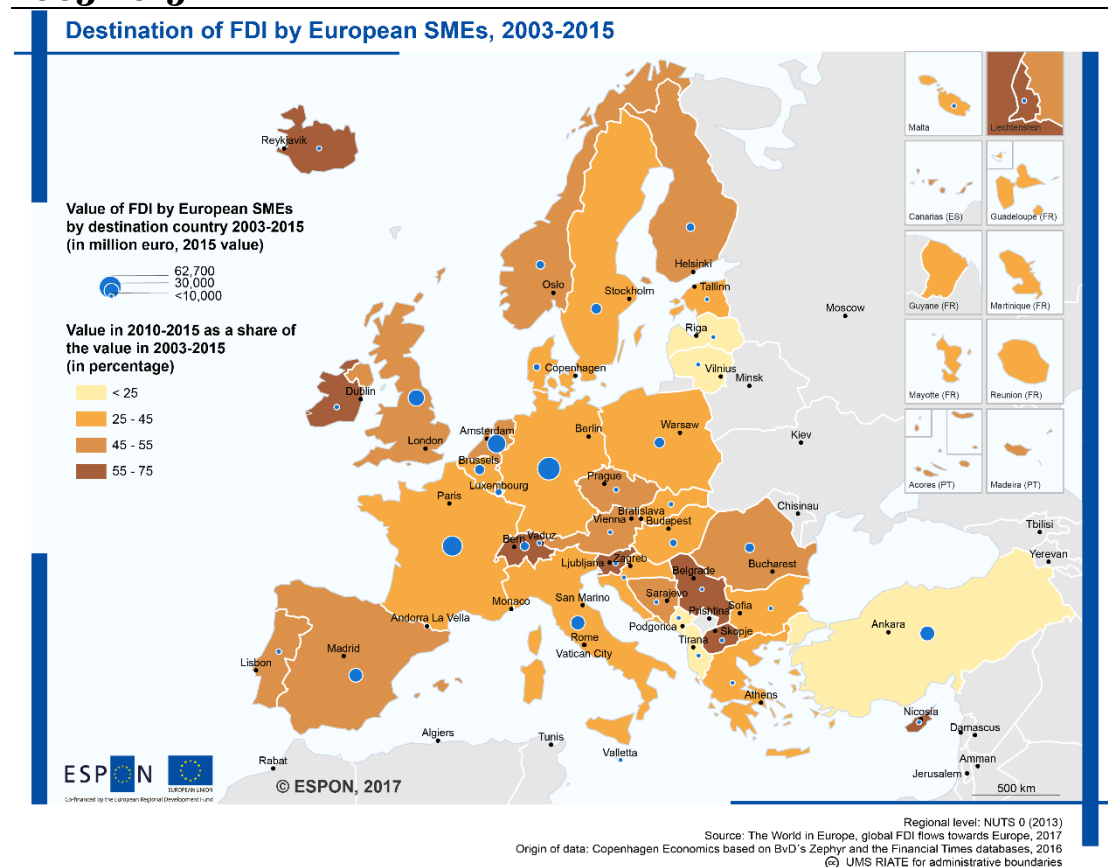 Destination of FDI by European SMEs, 2003-2015
Reykjavik
Value of FDI by European SMEs
by destination country 2003-2015
(in million euro, 2015 value)
62,700
30,000
<10,000
Value in 2010-2015 as a share of
the value in 2003-2015
(in percentage)
< 25
25 - 45
45 - 55
55 - 75
Malta
Liechtenstein
Canarias (ES)
Guadeloupe (FR)
Guyane (FR)
Martinique (FR)
Mayotte (FR)
Reunion (FR)
Acores (PT)
Madeira (PT)
Helsinki
Oslo
Stockholm
Tallinn
Moscow
Riga
Copenhagen
Vilnius
Minsk
Dublin
Amsterdam
Berlin
Warsaw
London
Kiev
Brussels
Luxembourg
Prague
Paris
Chisinau
Bratislava
Vienna
Budapest
Tbilisi
Bern
Vaduz
Yerevan
Ljubljana
Zagreb
Belgrade
Bucharest
Monaco
San Marino
Sarajevo
Prishtina
Sofia
Andorra La Vella
Podgorica
Skopje
Ankara
Rome
Tirana
Vatican City
Madrid
Lisbon
Athens
Nicosia
Algiers
Tunis
Valletta
Damascus
Rabat
Amman
Jerusalem
500 km
ESPON
EUROPEAN UNION
Co-financed by the European Regional Development Fund
© ESPON, 2017
Regional level: NUTS 0 (2013)
Source: The World in Europe, global FDI flows towards Europe, 2017
Origin of data: Copenhagen Economics based on BvD´s Zephyr and the Financial Times databases, 2016
(cc) UMS RIATE for administrative boundaries